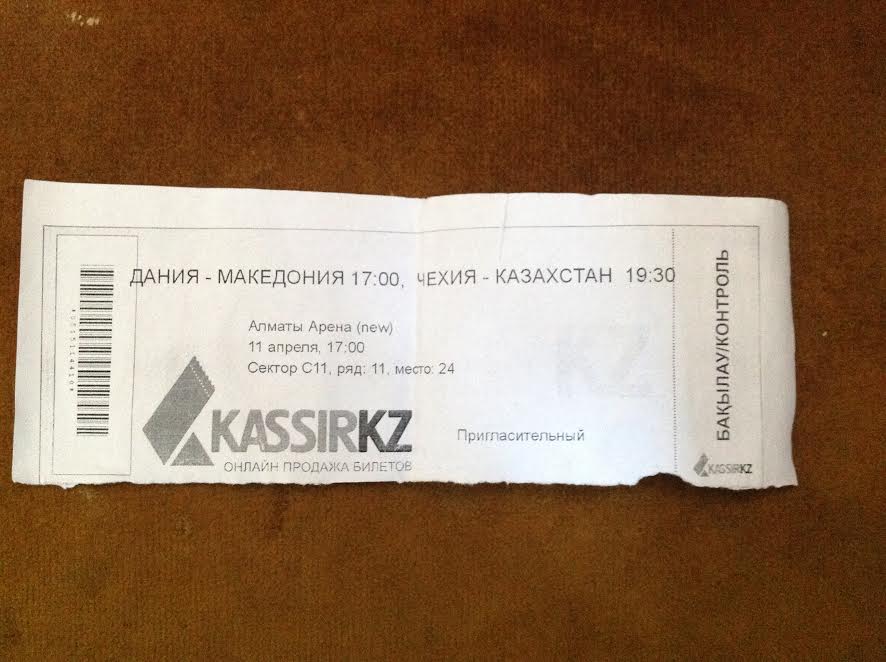 ДАНИЯ - МАКЕДОНИЯ 17:00, ЧЕХИЯ - КАЗАХСТАН 19:30
Алматы Арена (new)
11 апреля, 17:00
Сектор C11, ряд: 11, место: 24
KASSIRKZ
ОНЛАЙН ПРОДАЖА БИЛЕТОВ
Пригласительный
KZ
БАҚЫЛАУ/КОНТРОЛЬ
KASSIRKZ